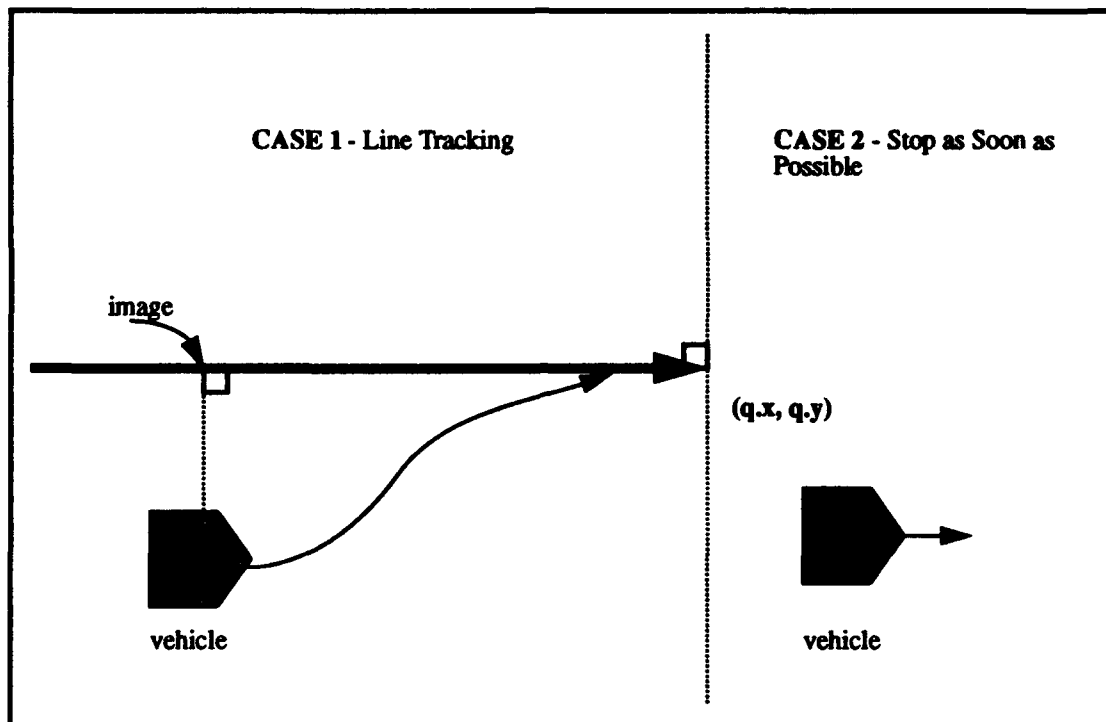 CASE 1 - Line Tracking
CASE 2 - Stop as Soon as
Possible
image
(q.x, q.y)
vehicle
vehicle